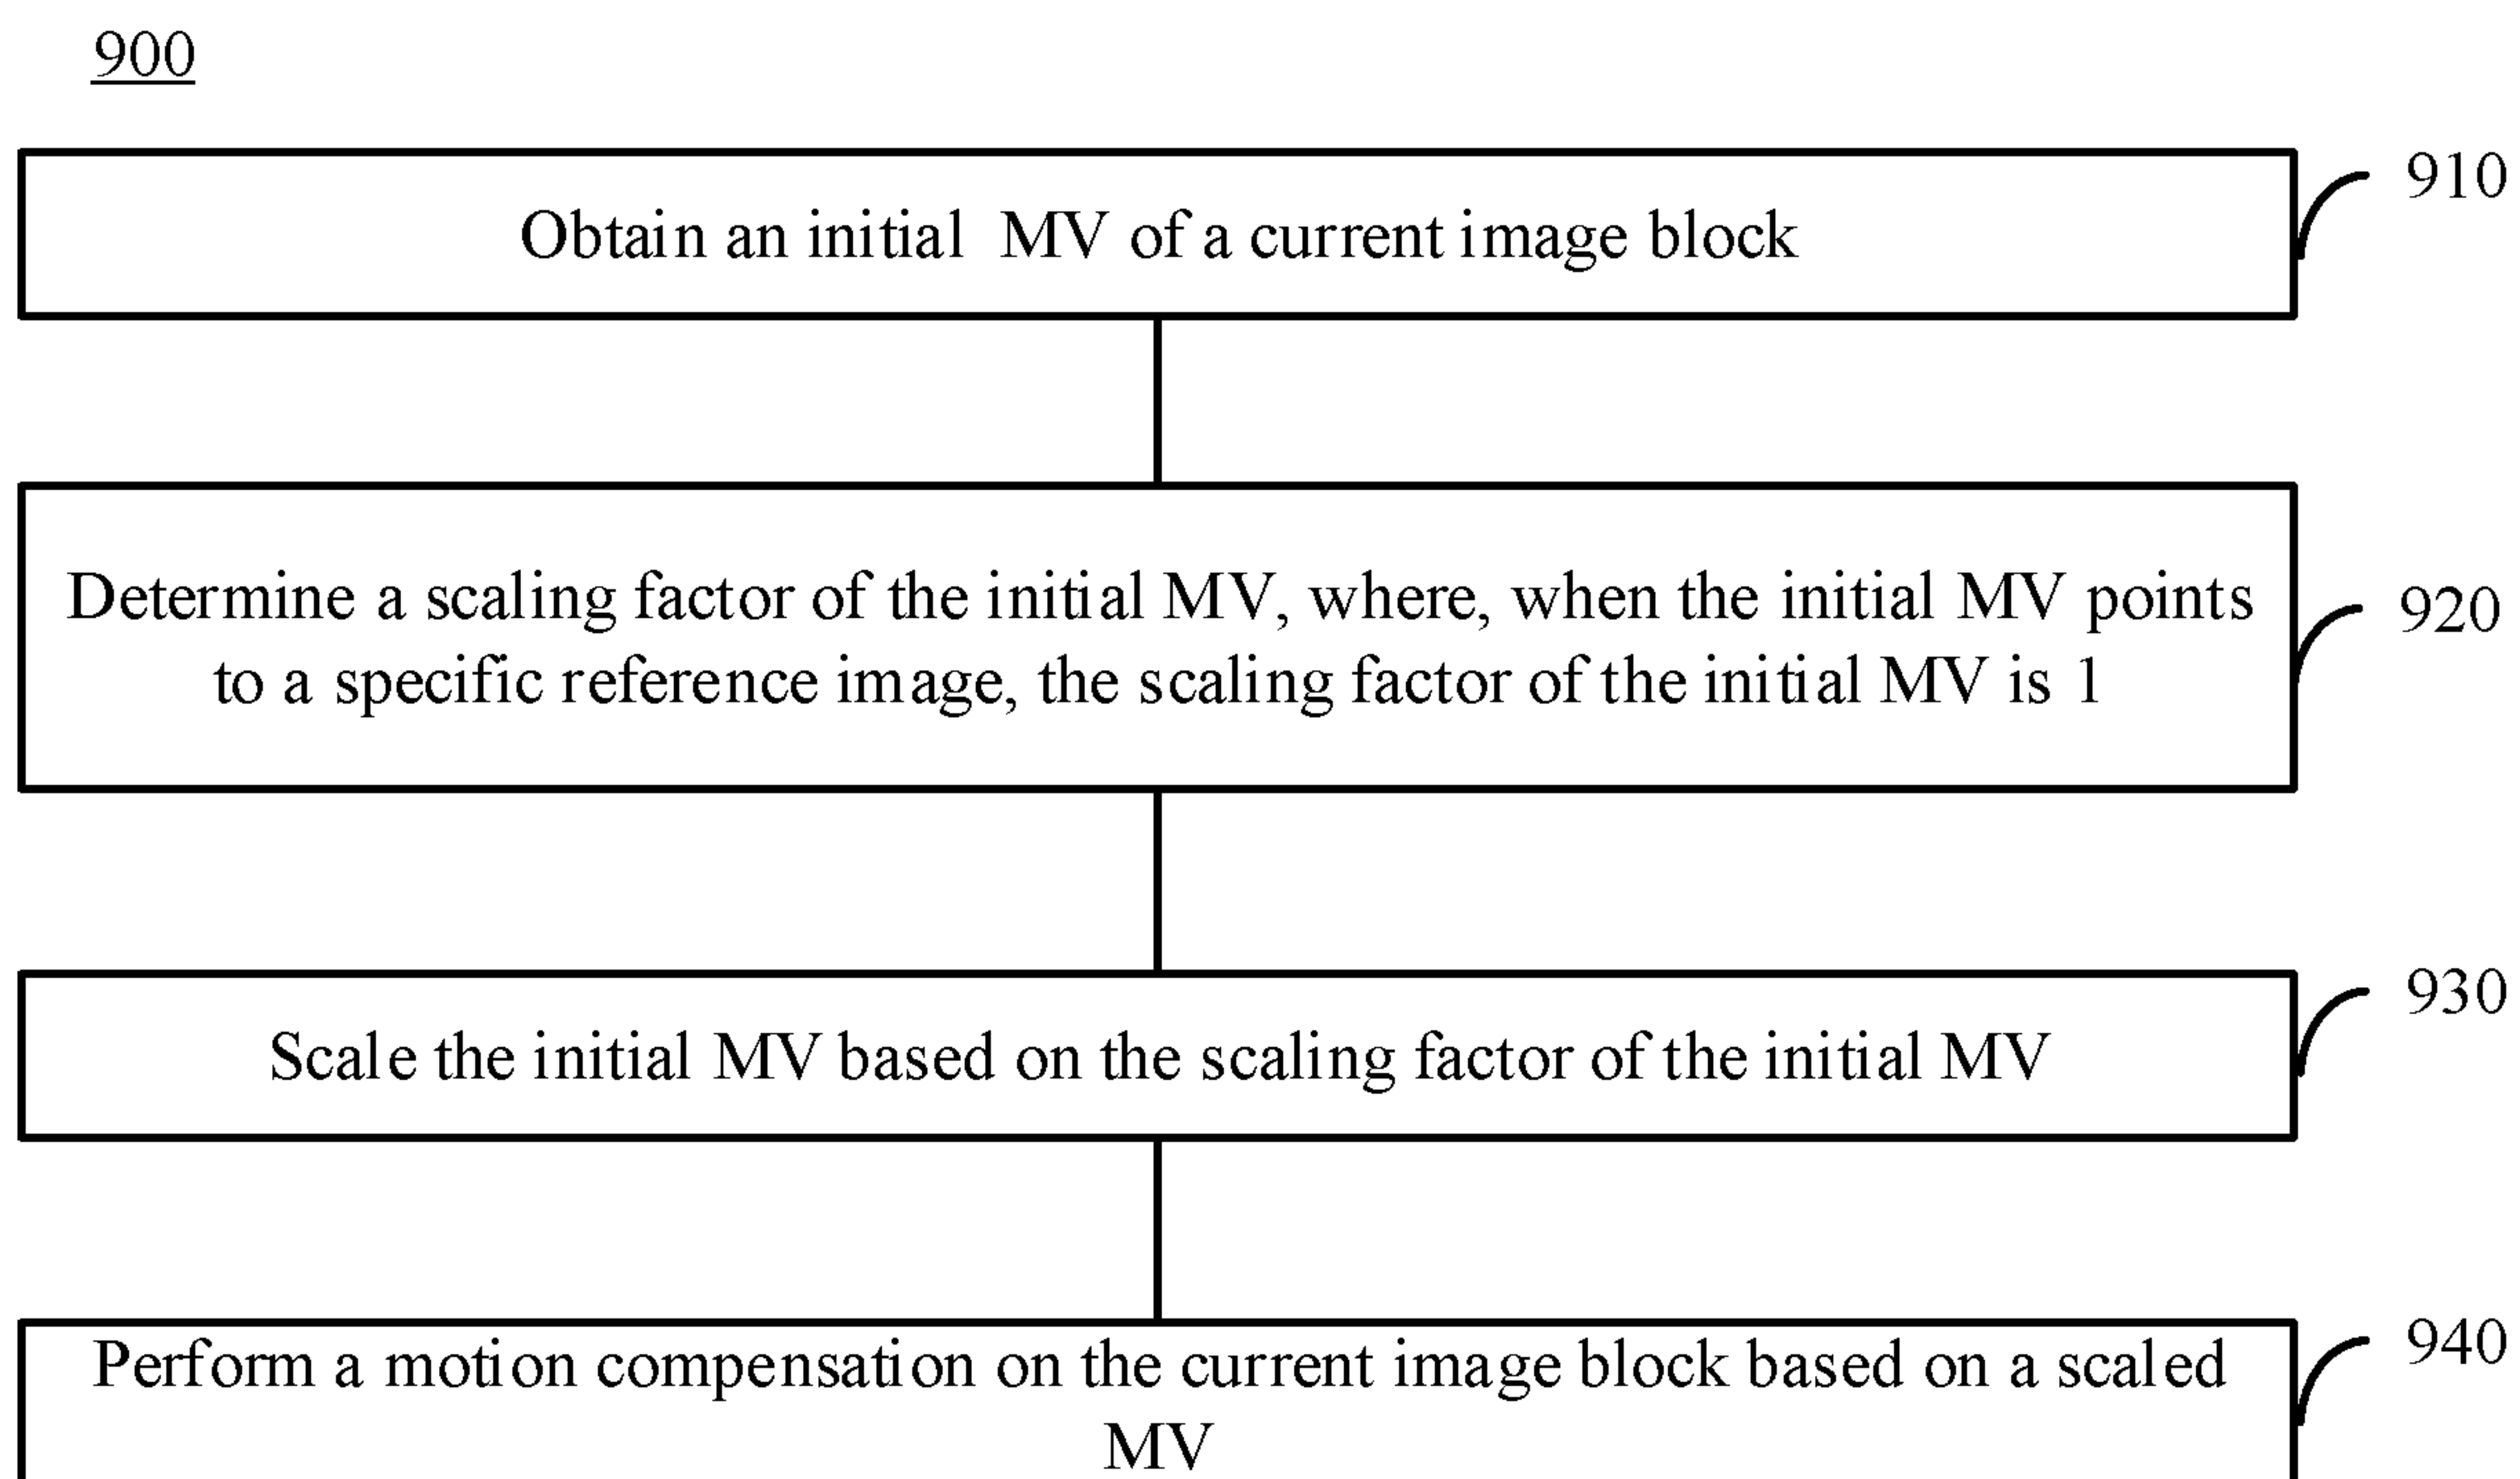 900
Obtain an initial MV of a current image block
910
Determine a scaling factor of the initial MV, where, when the initial MV points
to a specific reference image, the scaling factor of the initial MV is 1
920
Scale the initial MV based on the scaling factor of the initial MV
930
Perform a motion compensation on the current image block based on a scaled
MV
940